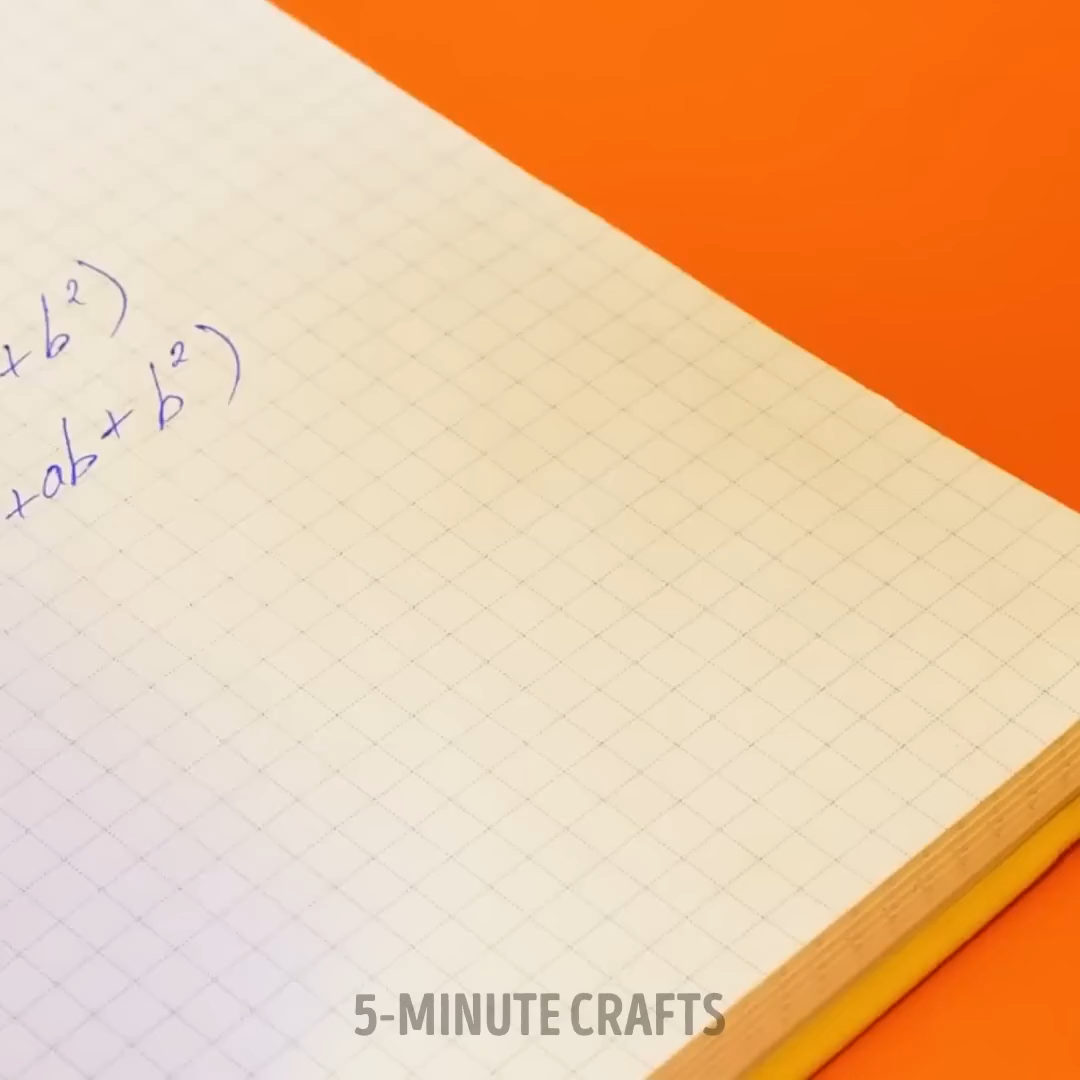 + b²)
+ab + b²)
5-MINUTE CRAFTS